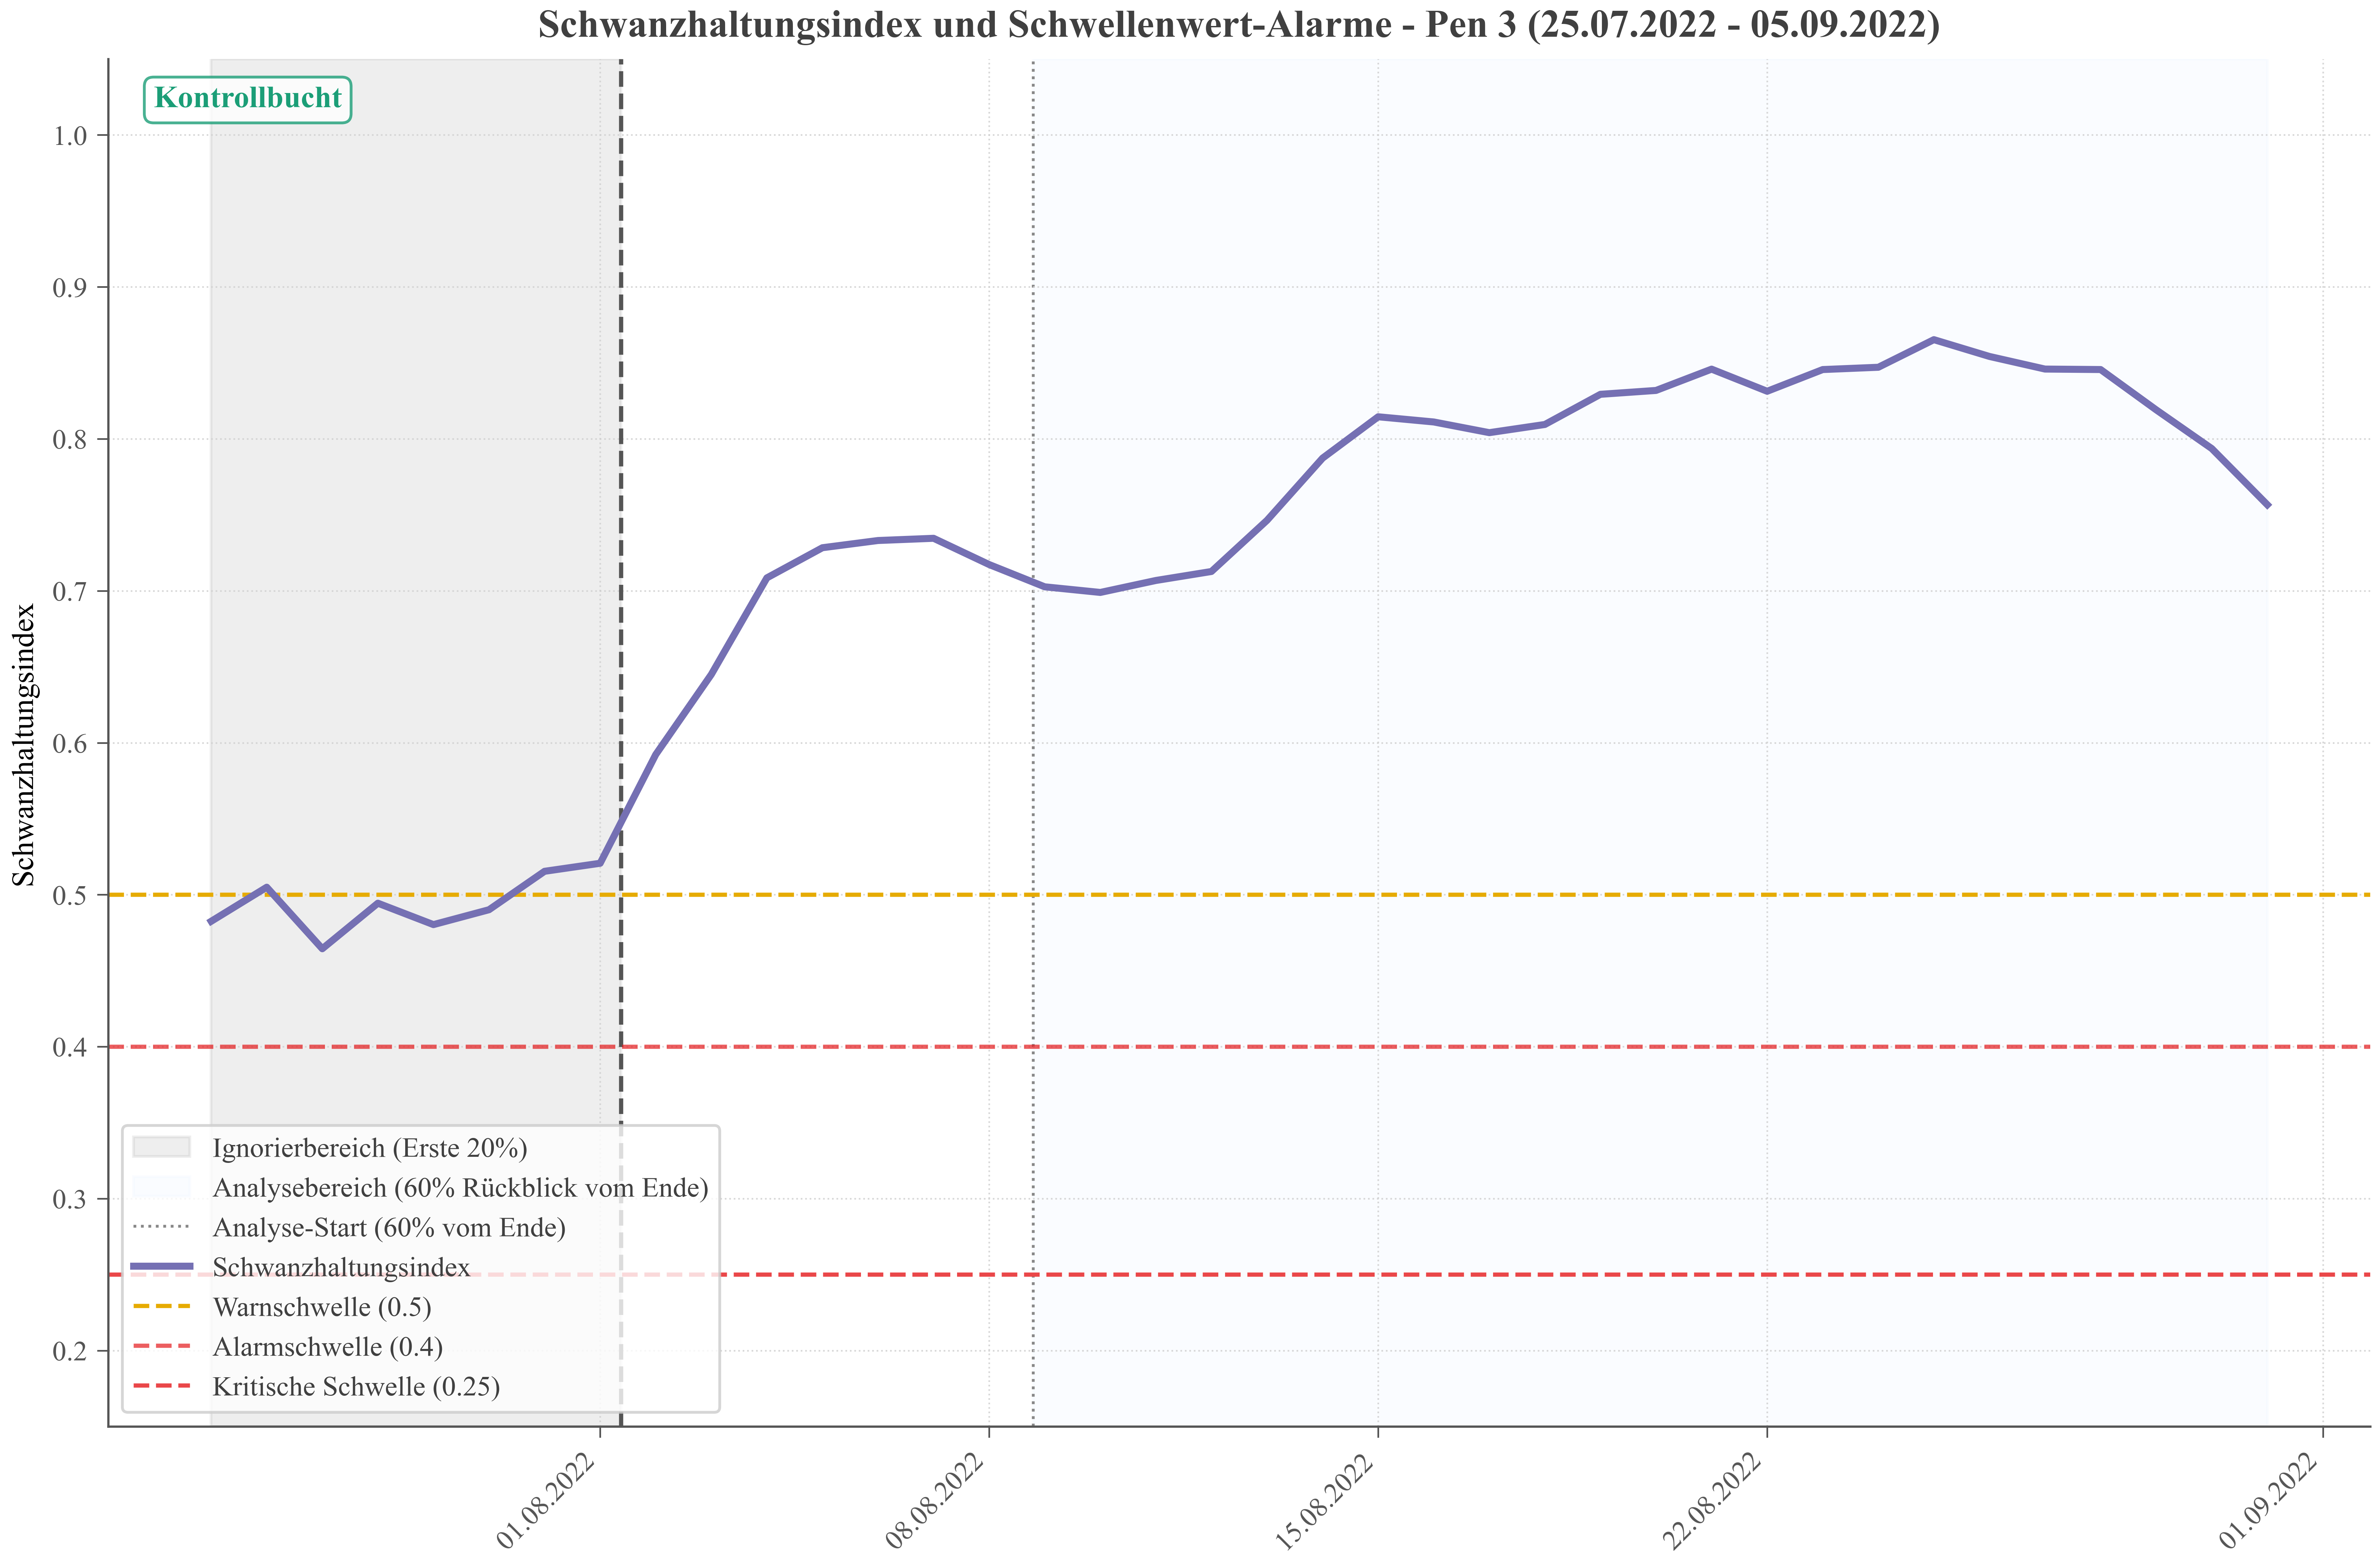 Schwanzhaltungsindex und Schwellenwert-Alarme - Pen 3 (25.07.2022 - 05.09.2022)
Kontrollbucht
1.0
0.9
0.8
0.7
0.6
0.5
0.4
0.3
0.2
Schwanzhaltungsindex
Ignorierbereich (Erste 20%)
Analysebereich (60% Rückblick vom Ende)
Analyse-Start (60% vom Ende)
Schwanzhaltungsindex
Warnschwelle (0.5)
Alarmschwelle (0.4)
Kritische Schwelle (0.25)
01.08.2022
08.08.2022
15.08.2022
22.08.2022
01.09.2022